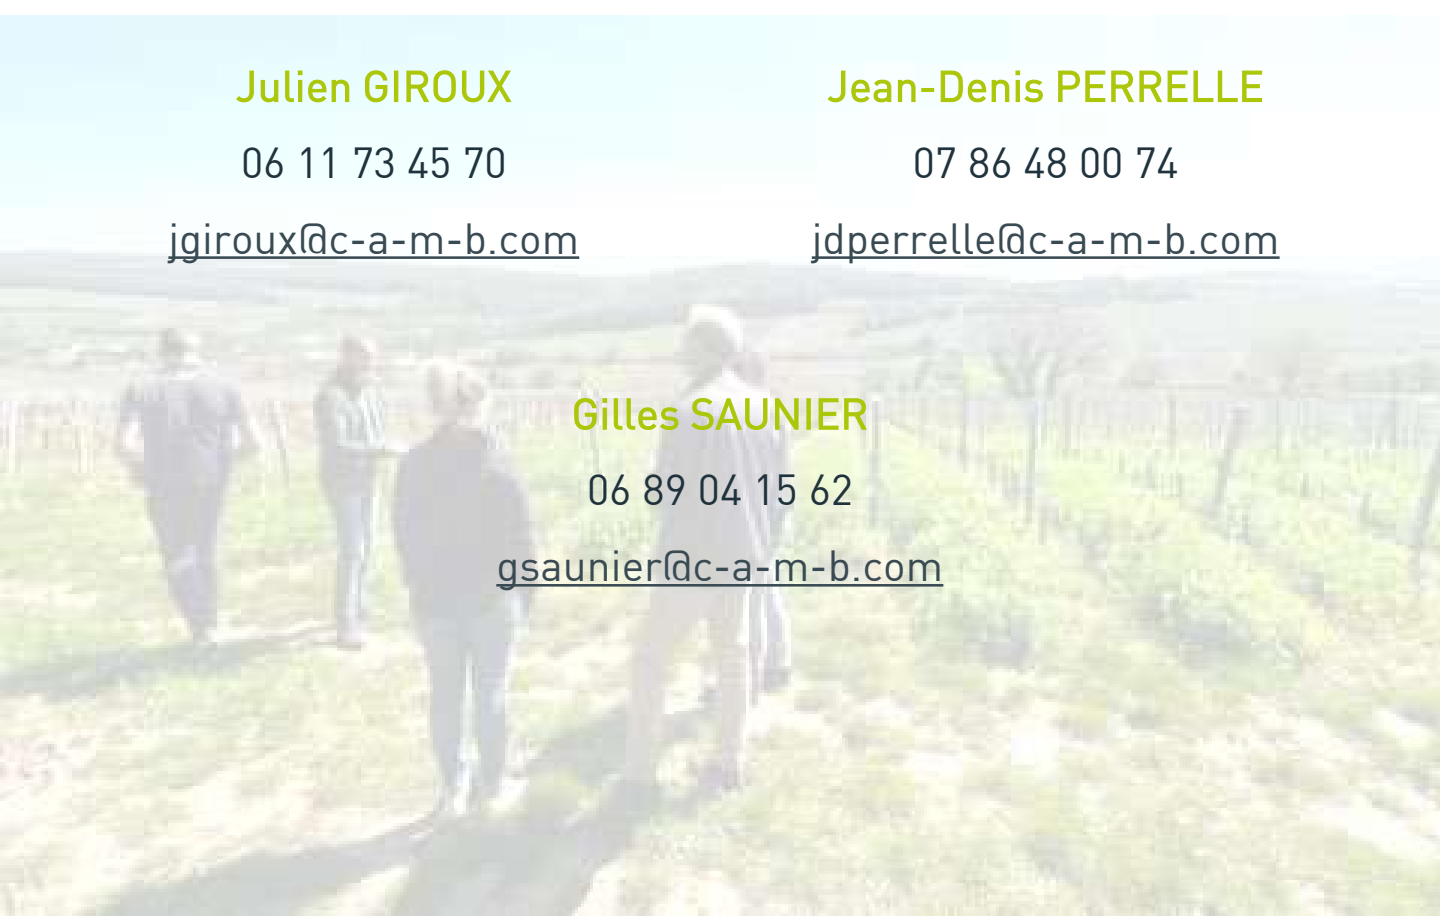 Julien GIROUX
06 11 73 45 70
jgiroux@c-a-m-b.com
Jean-Denis PERRELLE
07 86 48 00 74
jdperrelle@c-a-m-b.com
Gilles SAUNIER
06 89 04 15 62
gsaunier@c-a-m-b.com